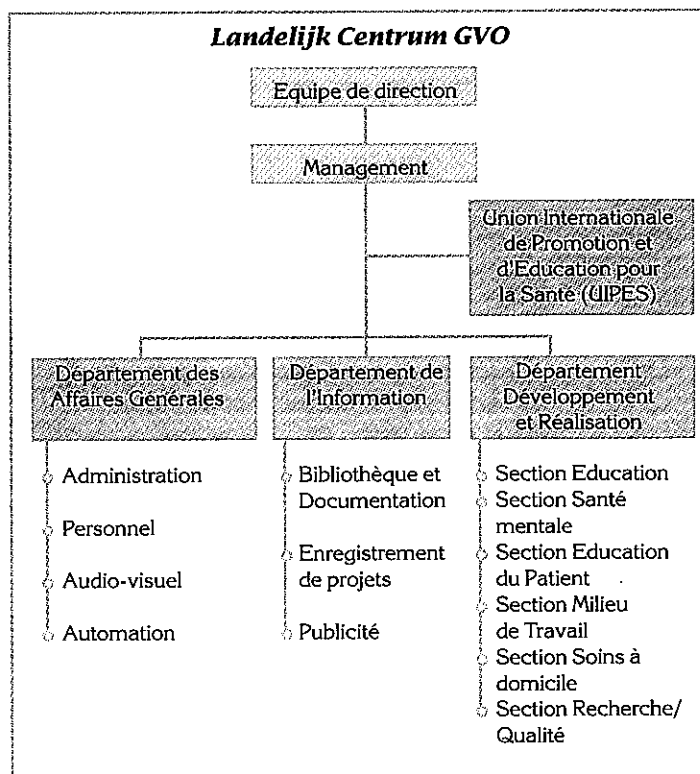 Landelijk Centrum GVO
Equipe de direction
Management
Union Internationale
de Promotion et
d'Education pour
la Santé (UIPES)
Département des
Affaires Générales
Administration
Personnel
Audio-visuel
Automation
Département de
l'Information
Bibliothèque et
Documentation
Enregistrement
de projets
Publicité
Département
Développement
et Réalisation
Section Education
Section Santé
mentale
Section Education
du Patient
Section Milieu
de Travail
Section Soins à
domicile
Section Recherche/
Qualité